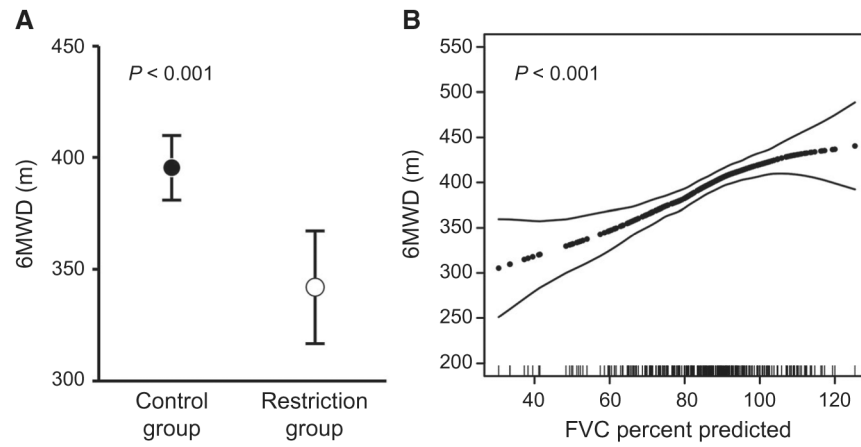 A
6MWD (m)
450
400
350
300
P < 0.001
Control
group
Restriction
group
B
6MWD (m)
550
500
450
400
350
300
250
200
P < 0.001
40
60
80
100
120
FVC percent predicted